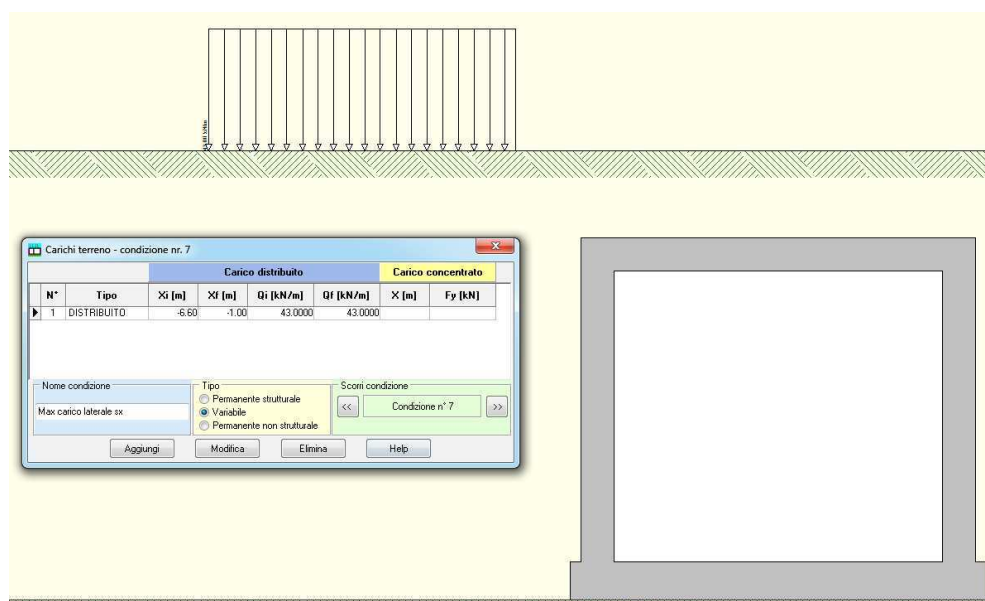 Carichi terreno - condizione nr. 7
x
Carico distribuito Carico concentrato
N° Tipo Xi [m] Xf [m] Qi [kN/m] Qf [kN/m] X [m] Fy [kN]
1 DISTRIBUITO -6.60 -1.00 43.0000 43.0000
Nome condizione
Max carico laterale sx
Tipo
Permanente strutturale
Variabile
Permanente non strutturale
Scorri condizione
<< Condizione n° 7 >>
Aggiungi Modifica Elimina Help